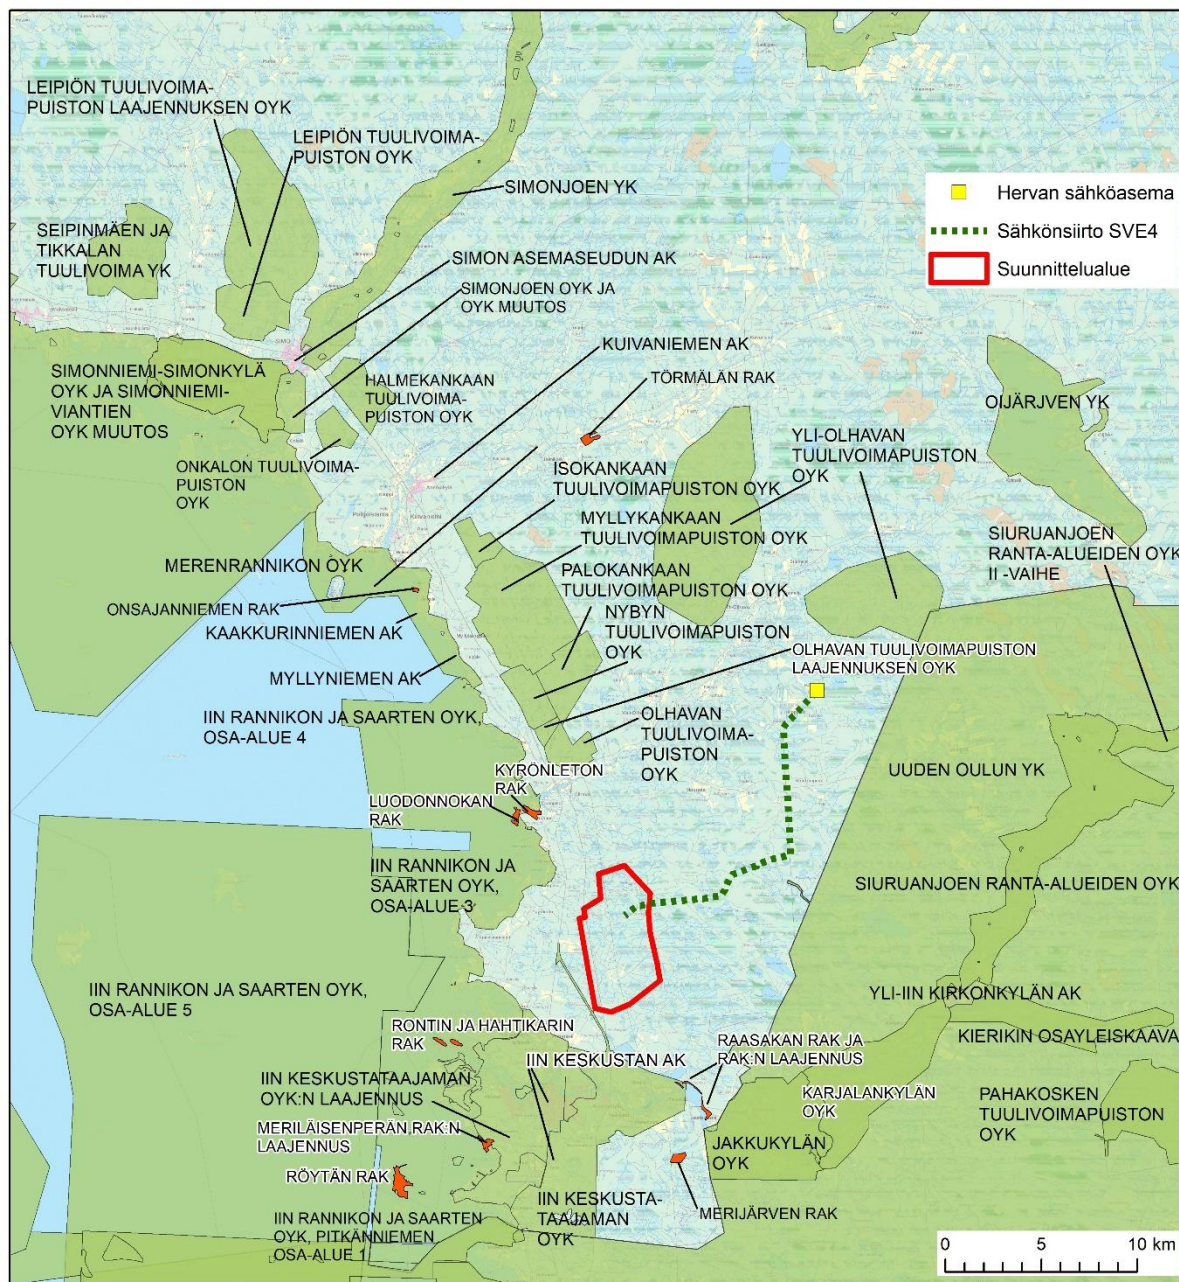 LEIPIÖN TUULIVOIMA-
PUISTON LAAJENNUKSEN OYK
LEIPIÖN TUULIVOIMA-
PUISTON OYK
SIMONJOEN YK
SEIPINMÄEN JA
TIKKALAN
TUULIVOIMA YK
Hervan sähköasema
Sähkönsiirto SVE4
Suunnittelualue
SIMON ASEMASEUDUN AK
SIMONJOEN OYK JA
OYK MUUTOS
KUIVANIEMEN AK
TÖRMÄLÄN RAK
SIMONNIEMI-SIMONKYLÄ
OYK JA SIMONNIEMI-
VIANTIEN
OYK MUUTOS
HALMEKANKAAN
TUULIVOIMA-
PUISTON OYK
OIJÄRJVEN YK
YLI-OLHAVAN
TUULIVOIMAPUISTON
OYK
ONKALON TUULIVOIMA-
PUISTON
OYK
ISOKANKAAN
TUULIVOIMAPUISTON OYK
MYLLYKANKAAN
TUULIVOIMAPUISTON OYK
SIURUANJOEN
RANTA-ALUEIDEN OYK
II -VAIHE
MERENRANNIKON OYK
PALOKANKAAN
TUULIVOIMAPUISTON OYK
ONSAJANNIEMEN RAK
NYBYN
TUULIVOIMAPUISTON
OYK
KAAKKURINNIEMEN AK
OLHAVAN TUULIVOIMAPUISTON
LAAJENNUKSEN OYK
MYLLYNIEMEN AK
IIN RANNIKON JA SAARTEN OYK,
OSA-ALUE 4
OLHAVAN
TUULIVOIMA-
PUISTON
OYK
UUDEN OULUN YK
KYRÖNLETON
RAK
LUODONNOKAN
RAK
IIN RANNIKON JA
SAARTEN OYK,
OSA-ALUE 3
SIURUANJOEN RANTA-ALUEIDEN OYK
IIN RANNIKON JA SAARTEN OYK,
OSA-ALUE 5
YLI-IIN KIRKONKYLÄN AK
KIERIKIN OSAYLEISKAAVA
RONTIN JA HAHTIKARIN
RAK
IIN KESKUSTAN AK
RAASAKAN RAK JA
RAK:N LAAJENNUS
IIN KESKUSTATAAJAMAN
OYK:N LAAJENNUS
KARJALANKYLÄN
OYK
PAHAKOSKEN
TUULIVOIMAPUISTON
OYK
MERILÄISENPERÄN RAK:N
LAAJENNUS
JAKKUKYLÄN
OYK
RÖYTÄN RAK
IIN KESKUSTA-
TAAJAMAN
OYK
MERIJÄRVEN RAK
IIN RANNIKON JA SAARTEN
OYK, PITKÄNNIEMEN
OSA-ALUE 1
0 5 10 km